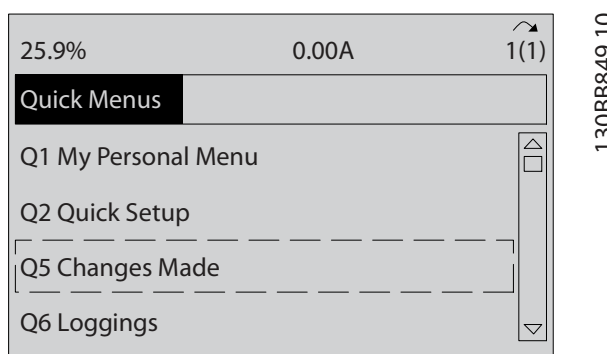 25.9% 0.00A 1(1)
Quick Menus
Q1 My Personal Menu
Q2 Quick Setup
Q5 Changes Made
Q6 Loggings
130BB849.10